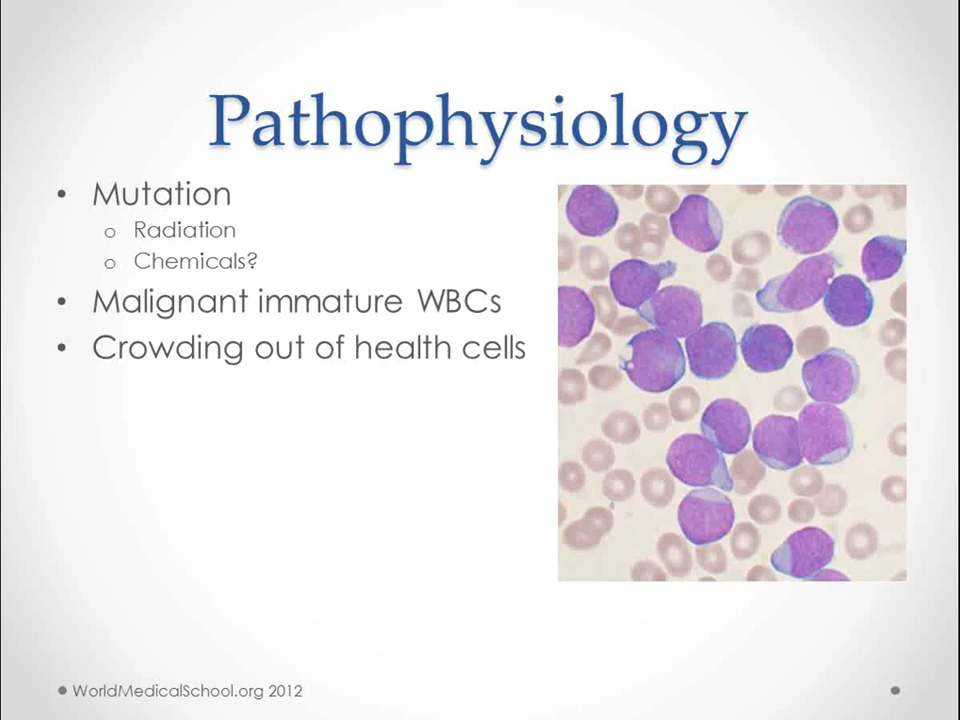 Pathophysiology
• Mutation
o Radiation
o Chemicals?
• Malignant immature WBCs
• Crowding out of health cells
WorldMedicalSchool.org 2012